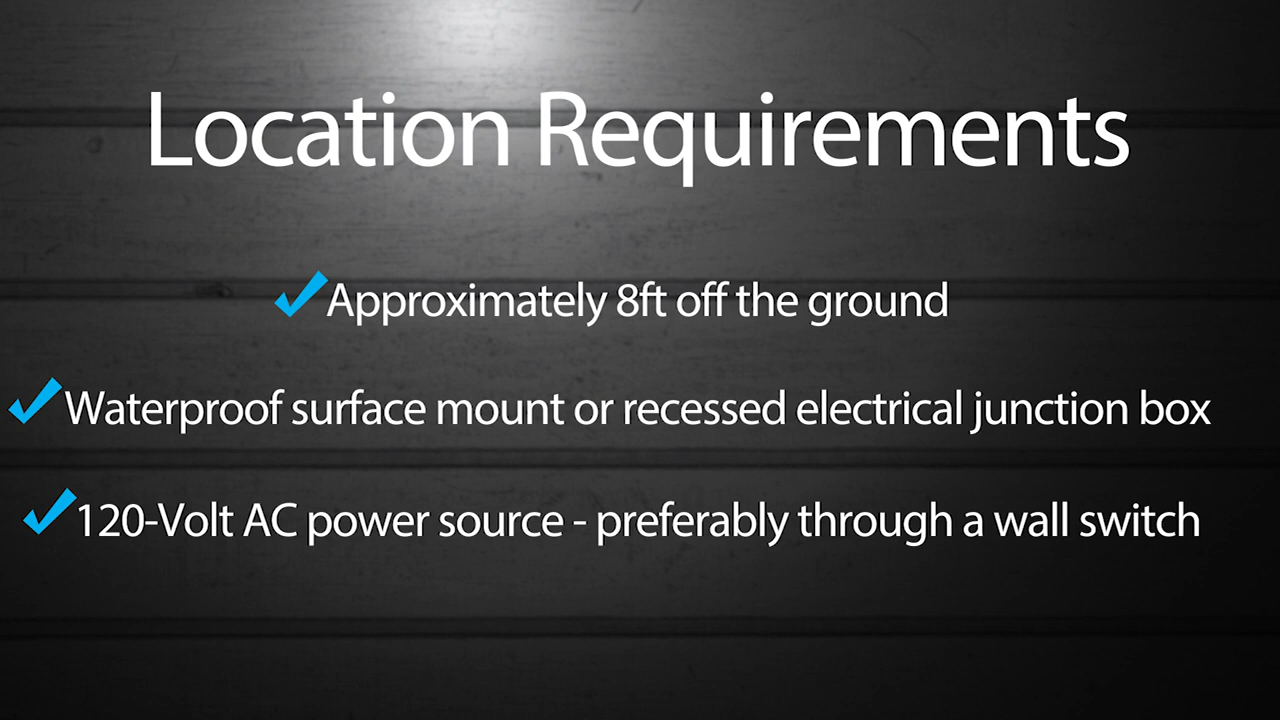 Location Requirements
Approximately 8ft off the ground
Waterproof surface mount or recessed electrical junction box
120-Volt AC power source - preferably through a wall switch